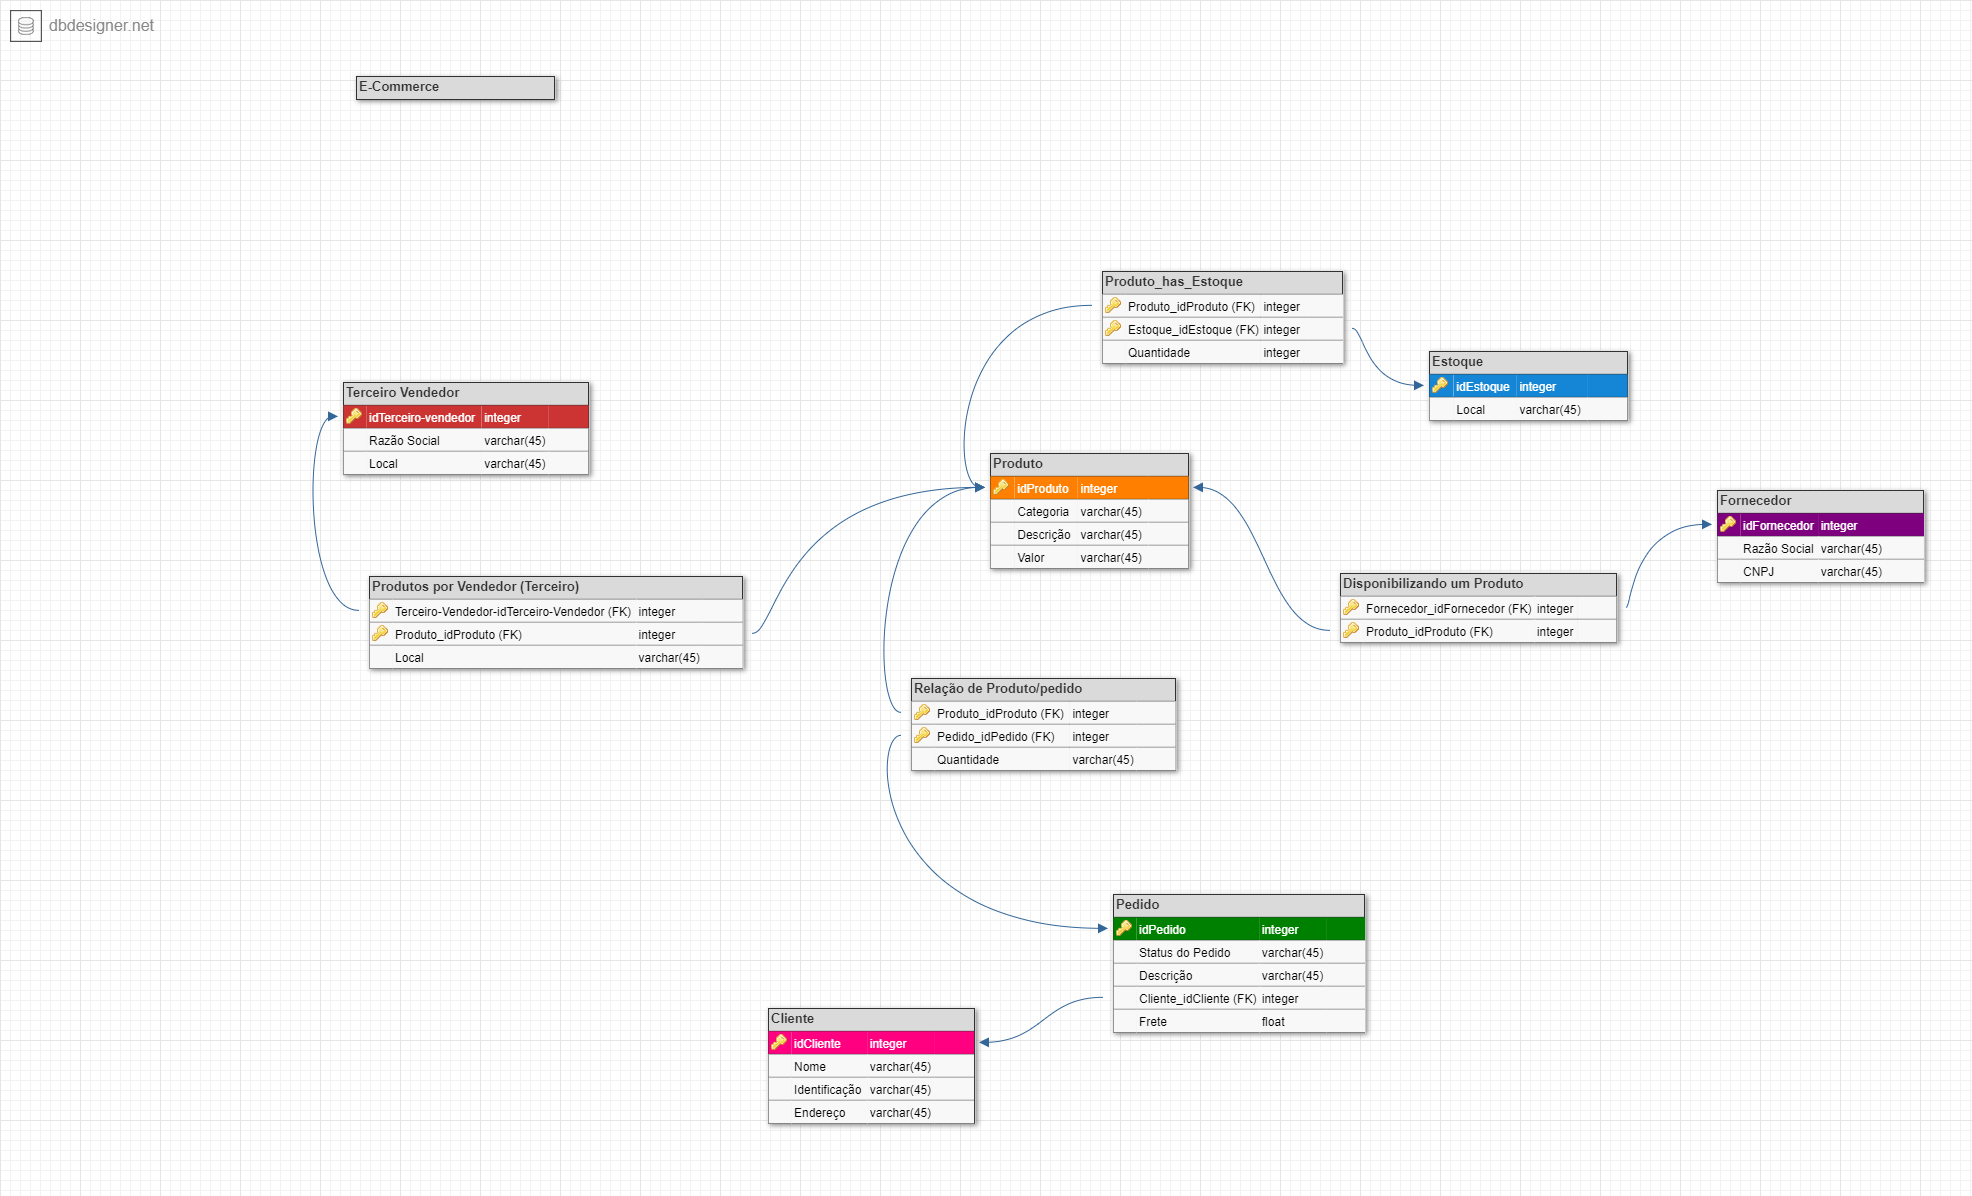 dbdesigner.net
E-Commerce
Produto_has_Estoque
Produto_idProduto (FK) integer
Estoque_idEstoque (FK) integer
Quantidade integer
Estoque
idEstoque integer
Local varchar(45)
Terceiro Vendedor
idTerceiro-vendedor integer
Razão Social varchar(45)
Local varchar(45)
Produto
idProduto integer
Categoria varchar(45)
Descrição varchar(45)
Valor varchar(45)
Fornecedor
idFornecedor integer
Razão Social varchar(45)
CNPJ varchar(45)
Produtos por Vendedor (Terceiro)
Terceiro-Vendedor-idTerceiro-Vendedor (FK) integer
Produto_idProduto (FK) integer
Local varchar(45)
Disponibilizando um Produto
Fornecedor_idFornecedor (FK) integer
Produto_idProduto (FK) integer
Relação de Produto/pedido
Produto_idProduto (FK) integer
Pedido_idPedido (FK) integer
Quantidade varchar(45)
Pedido
idPedido integer
Status do Pedido varchar(45)
Descrição varchar(45)
Cliente_idCliente (FK) integer
Frete float
Cliente
idCliente integer
Nome varchar(45)
Identificação varchar(45)
Endereço varchar(45)